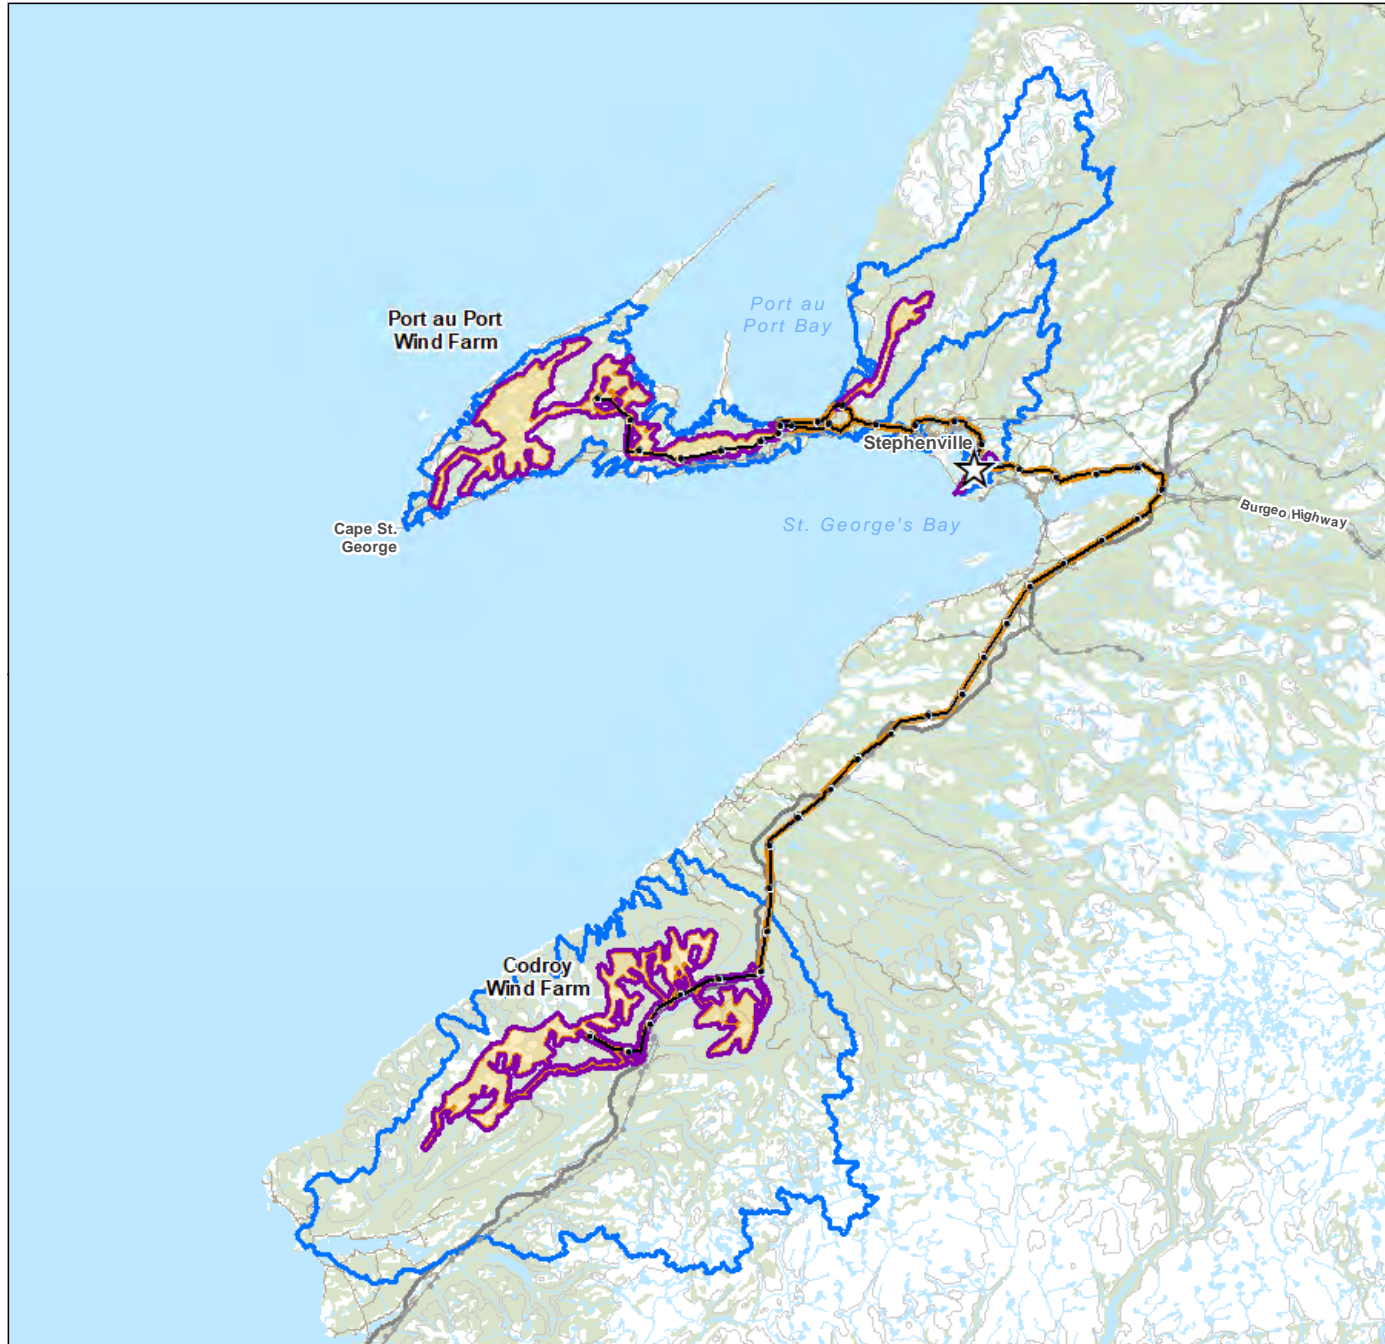 Port au
Port Bay
Port au Port
Wind Farm
Stephenville
Burgeo Highway
St. George's Bay
Cape St.
George
Codroy
Wind Farm